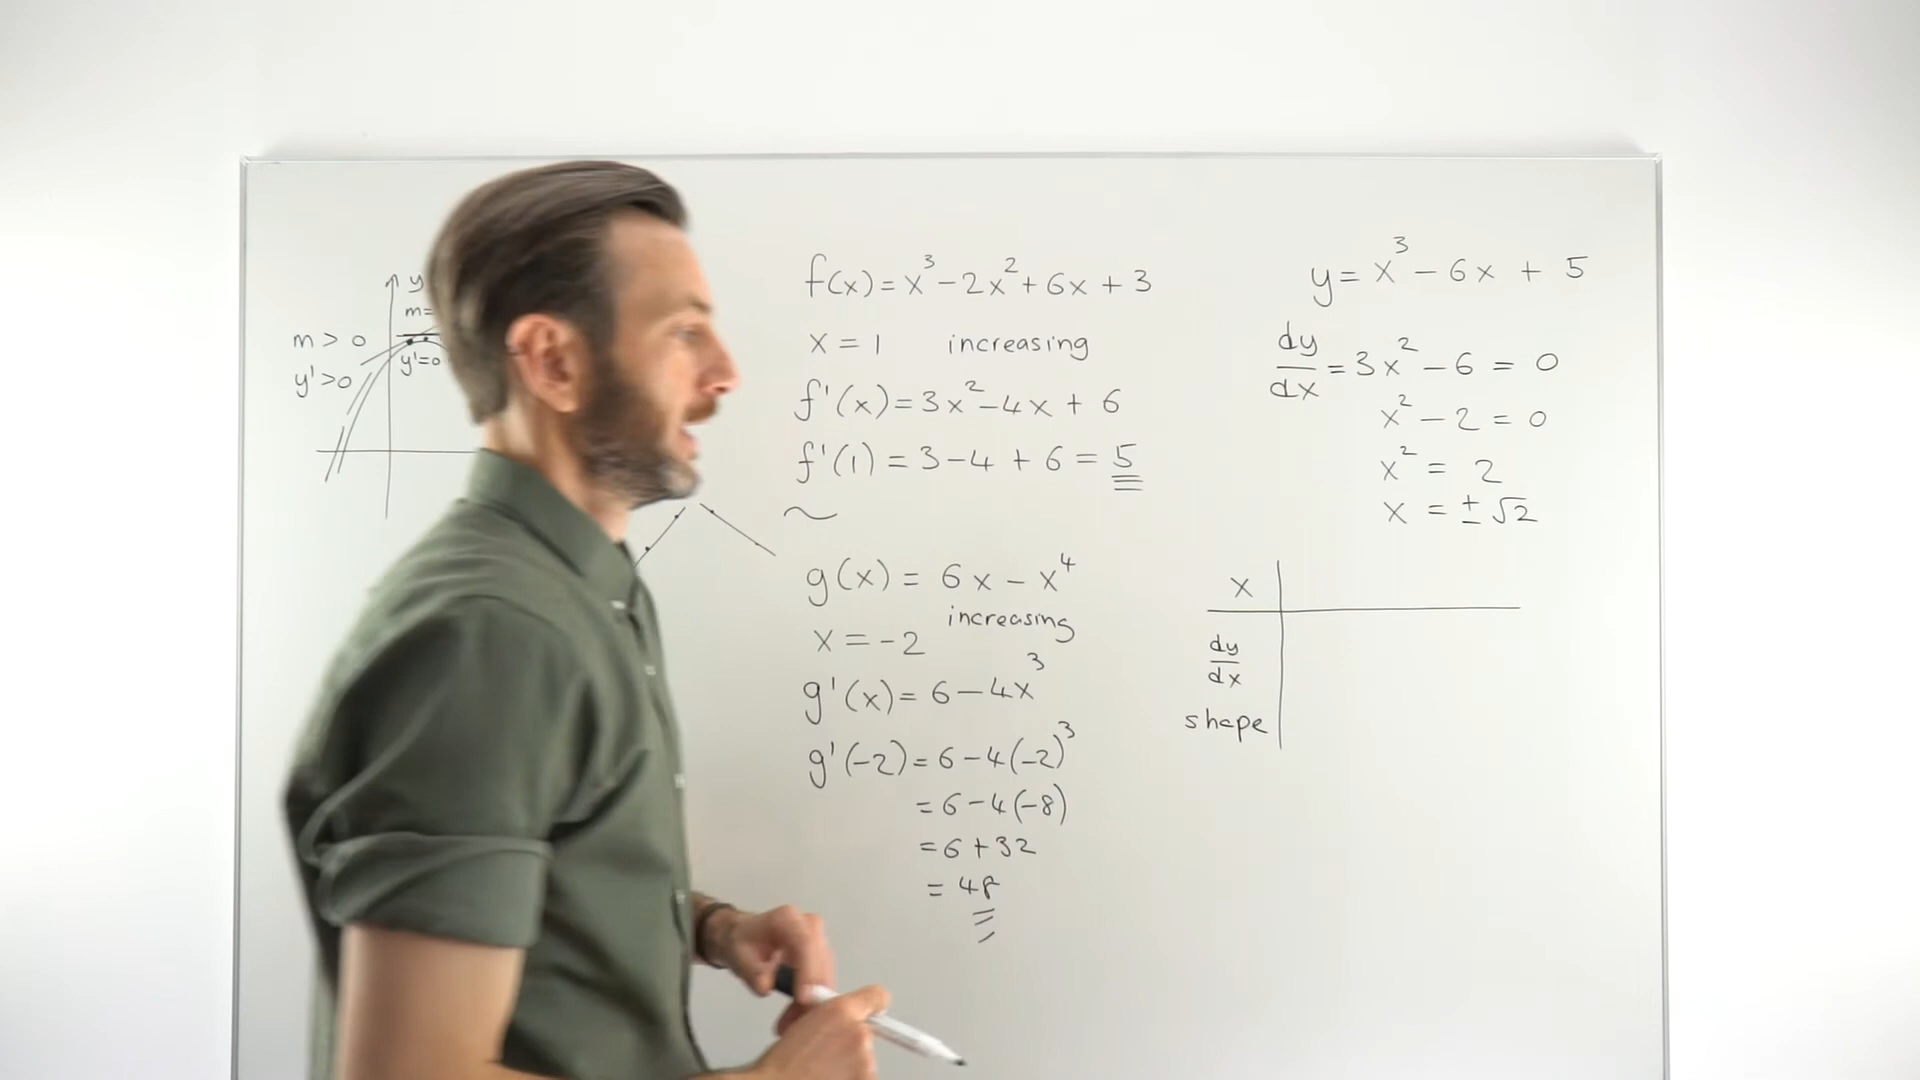 y
m=
m > 0
y'=0
y'>0
f(x) = x³ - 2x² + 6x + 3
x = 1 increasing
f'(x) = 3x² - 4x + 6
f'(1) = 3 - 4 + 6 = 5
g(x) = 6x - x⁴
increasing
x = -2
g'(x) = 6 - 4x³
g'(-2) = 6 - 4(-2)³
= 6 - 4(-8)
= 6 + 32
= 48
y = x³ - 6x + 5
dy/dx = 3x² - 6 = 0
x² - 2 = 0
x² = 2
x = ±√2
x
dy/dx
shape